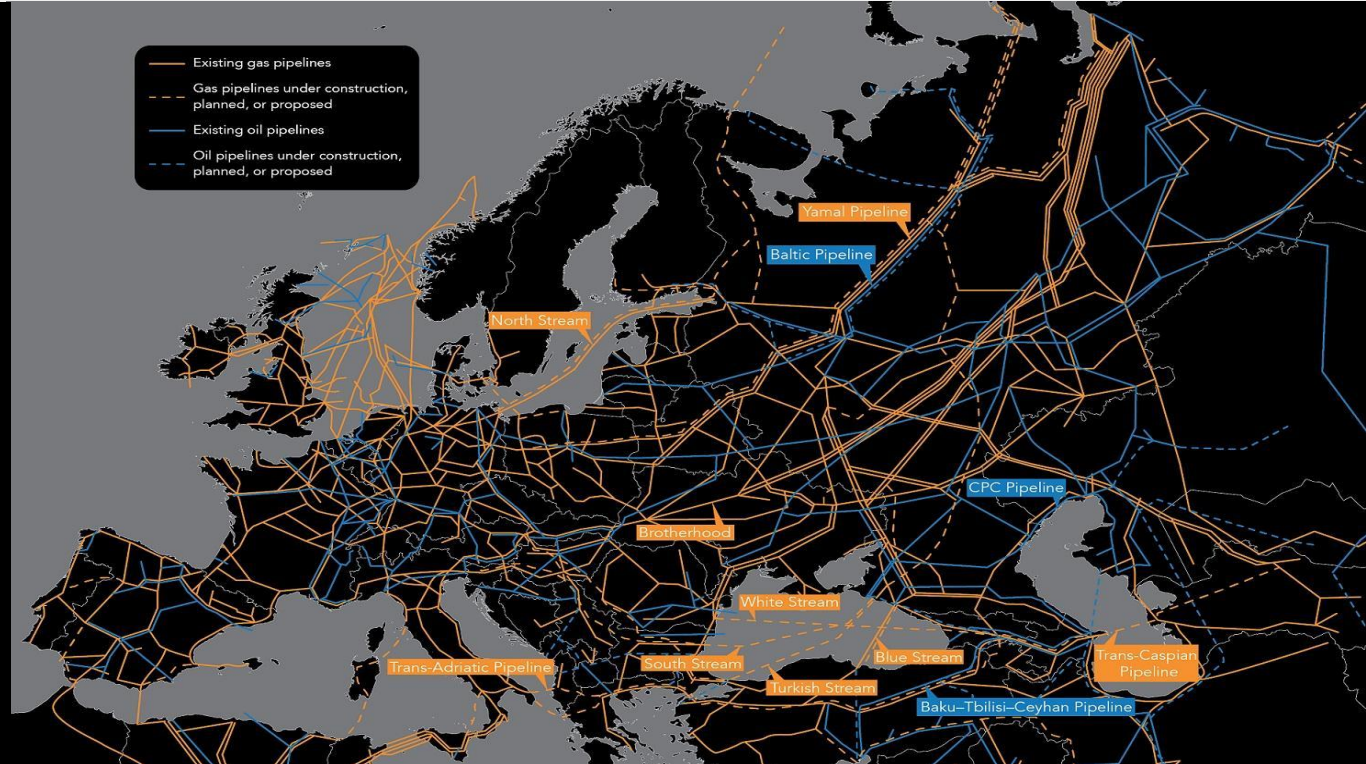 Existing gas pipelines
Gas pipelines under construction,
planned, or proposed
Existing oil pipelines
Oil pipelines under construction,
planned, or proposed
Yamal Pipeline
Baltic Pipeline
North Stream
CPC Pipeline
Brotherhood
White Stream
South Stream
Blue Stream
Trans-Caspian
Pipeline
Trans-Adriatic Pipeline
Turkish Stream
Baku–Tbilisi–Ceyhan Pipeline